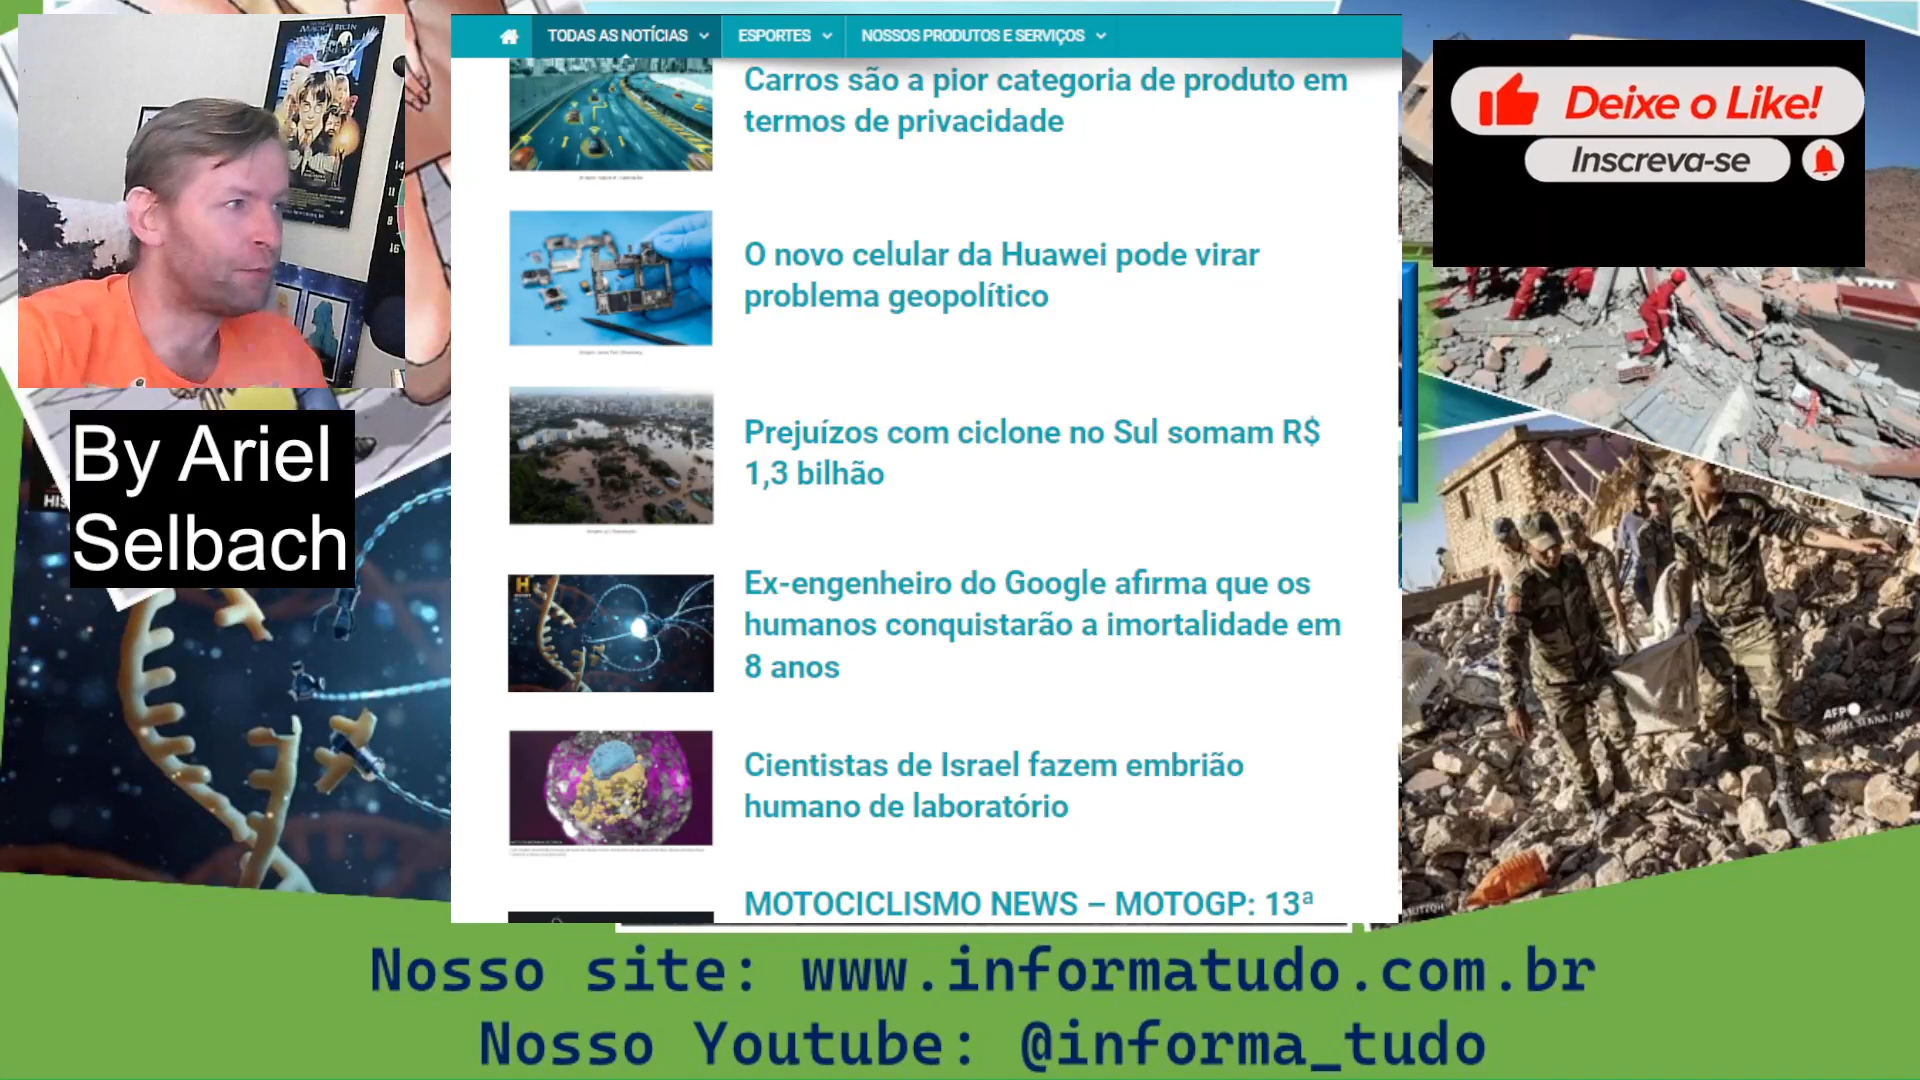 TODAS AS NOTÍCIAS
ESPORTES
NOSSOS PRODUTOS E SERVIÇOS
Carros são a pior categoria de produto em
termos de privacidade
O novo celular da Huawei pode virar
problema geopolítico
Prejuízos com ciclone no Sul somam R$
1,3 bilhão
Ex-engenheiro do Google afirma que os
humanos conquistarão a imortalidade em
8 anos
Cientistas de Israel fazem embrião
humano de laboratório
MOTOCICLISMO NEWS – MOTOGP: 13ª
Deixe o Like!
Inscreva-se
By Ariel
Selbach
AFP
Nosso site: www.informatudo.com.br
Nosso Youtube: @informa_tudo